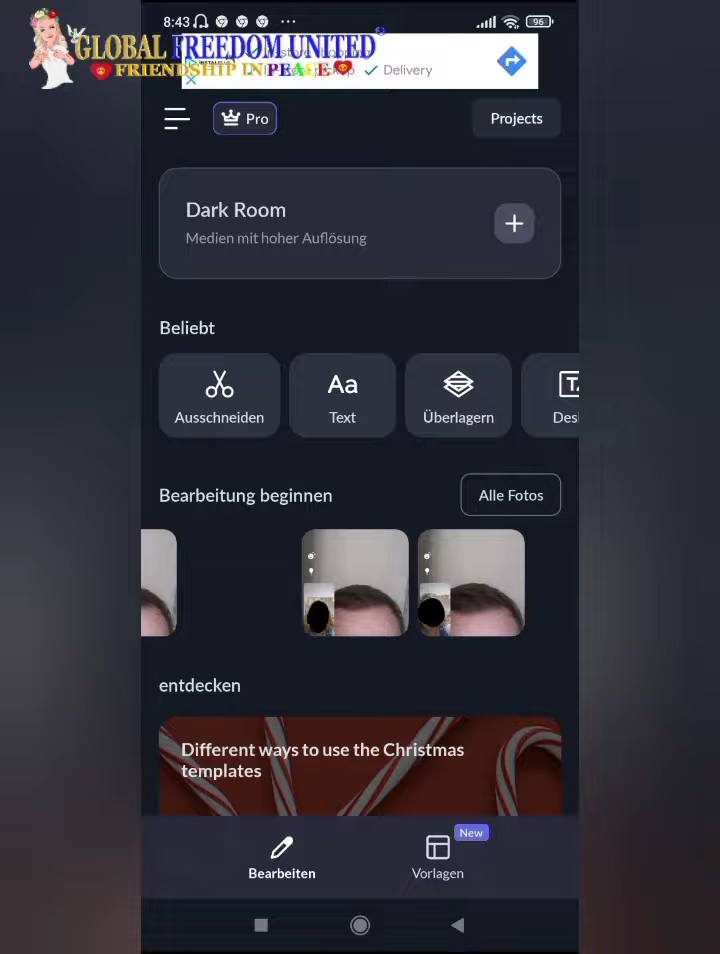 8:43
96
GLOBAL FREEDOM UNITED
FRIENDSHIP IN PEACE
Delivery
Pro
Projects
Dark Room
Medien mit hoher Auflösung
Beliebt
Ausschneiden
Aa
Text
Überlagern
Bearbeitung beginnen
Alle Fotos
entdecken
Different ways to use the Christmas
templates
New
Bearbeiten
Vorlagen